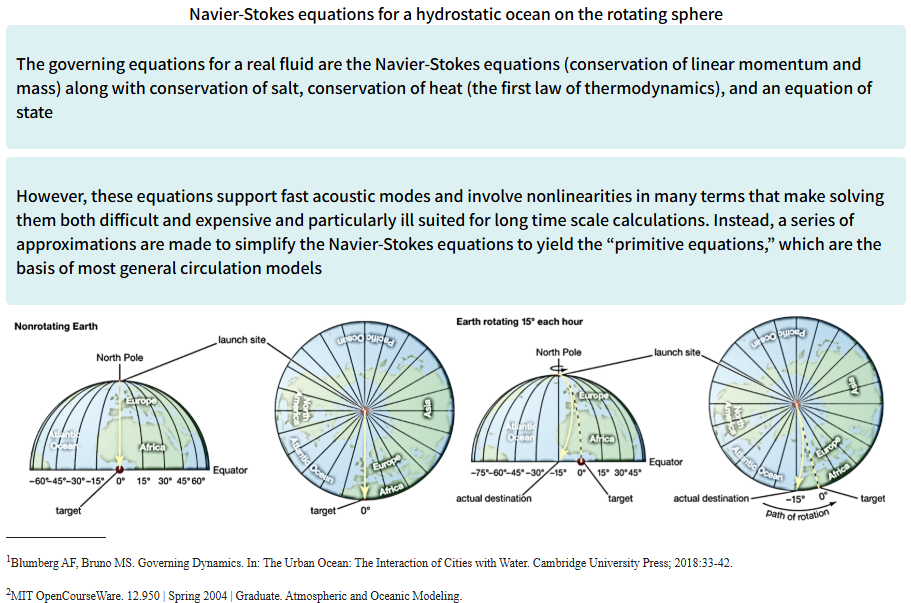 Navier-Stokes equations for a hydrostatic ocean on the rotating sphere
The governing equations for a real fluid are the Navier-Stokes equations (conservation of linear momentum and
mass) along with conservation of salt, conservation of heat (the first law of thermodynamics), and an equation of
state
However, these equations support fast acoustic modes and involve nonlinearities in many terms that make solving
them both difficult and expensive and particularly ill suited for long time scale calculations. Instead, a series of
approximations are made to simplify the Navier-Stokes equations to yield the “primitive equations,” which are the
basis of most general circulation models
Nonrotating Earth
launch site
North Pole
Europe
Atlantic
Ocean
Africa
Equator
−60°−45°−30°−15° 0° 15° 30° 45°60°
target
Pacific Ocean
North
America
Asia
Atlantic Ocean
Europe
Africa
target
0°
Earth rotating 15° each hour
North Pole
launch site
Europe
Atlantic
Ocean
Africa
Equator
−75°−60°−45°−30° −15° 0° 15° 30°45°
actual destination
target
Pacific Ocean
North
America
Asia
Atlantic Ocean
Europe
Africa
actual destination
−15° 0°
target
path of rotation
1Blumberg AF, Bruno MS. Governing Dynamics. In: The Urban Ocean: The Interaction of Cities with Water. Cambridge University Press; 2018:33-42.
2MIT OpenCourseWare. 12.950 | Spring 2004 | Graduate. Atmospheric and Oceanic Modeling.